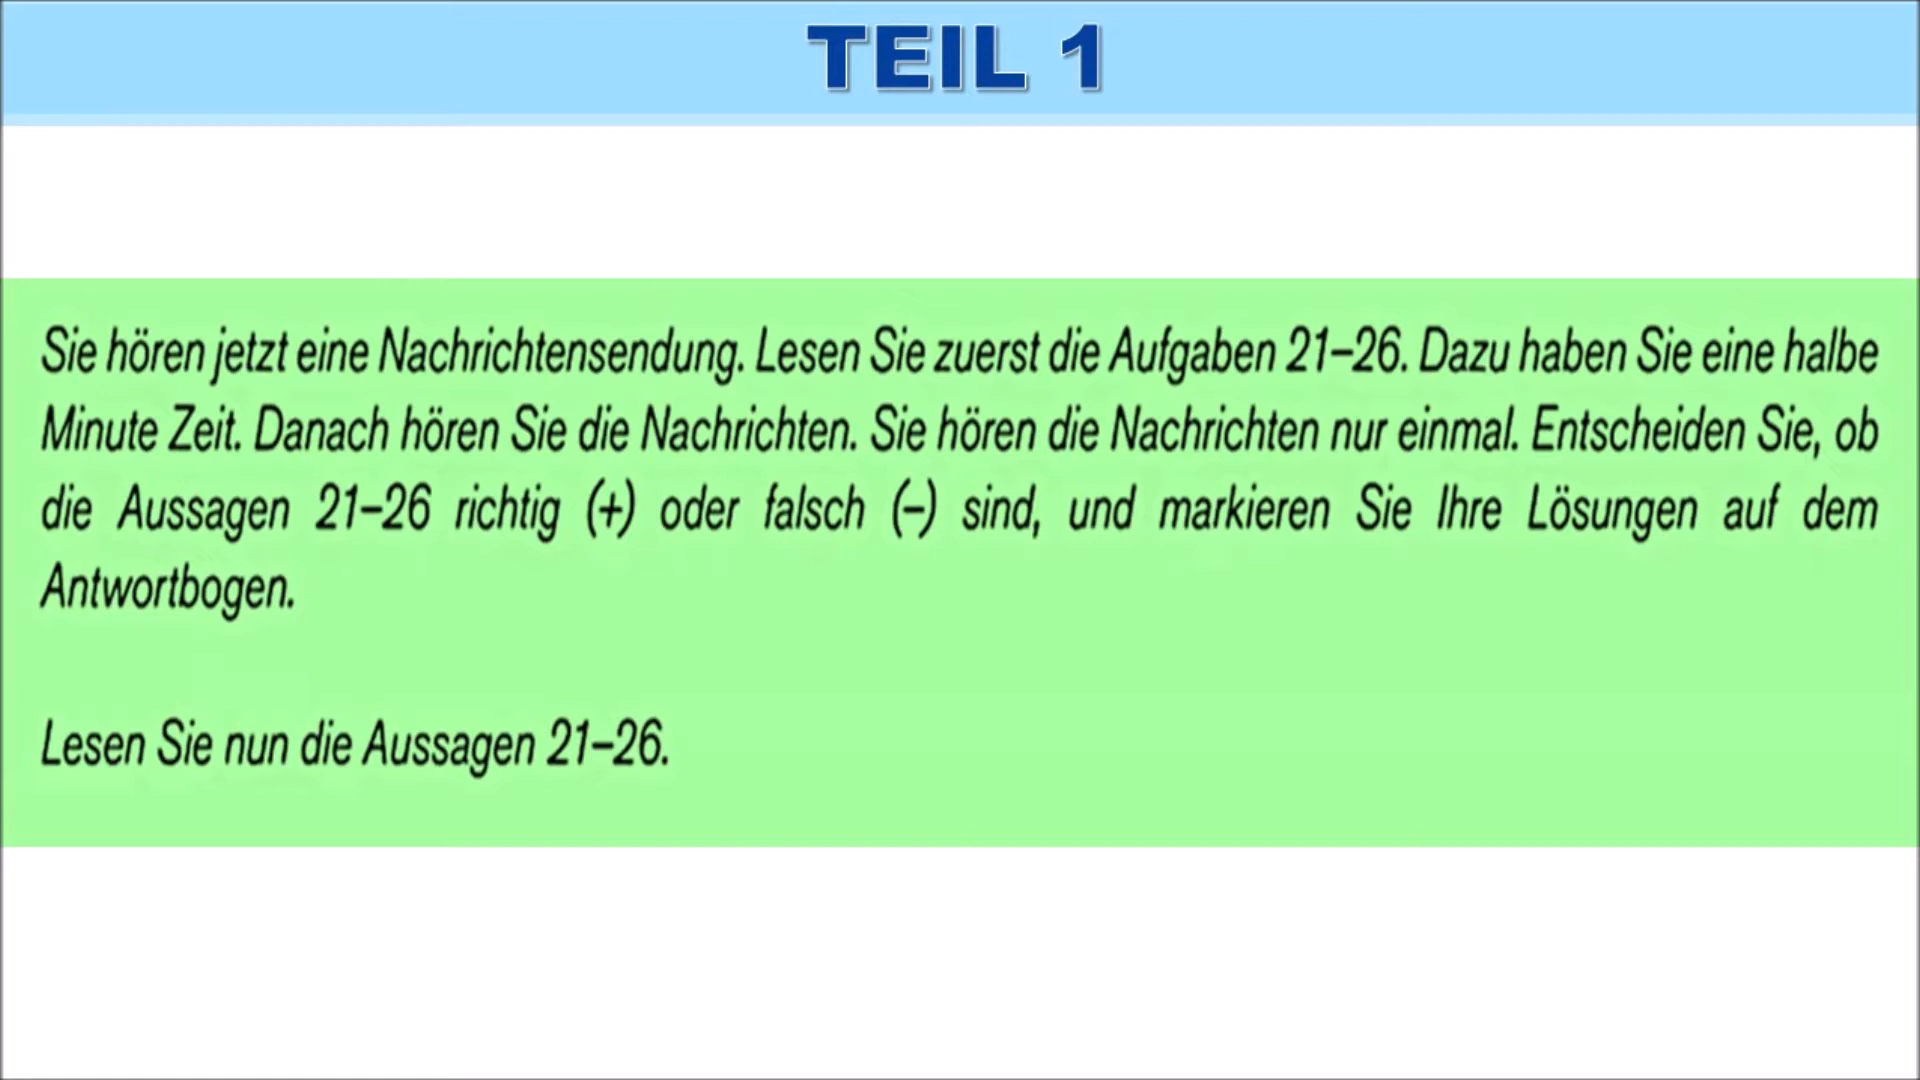 TEIL 1
Sie hören jetzt eine Nachrichtensendung. Lesen Sie zuerst die Aufgaben 21–26. Dazu haben Sie eine halbe
Minute Zeit. Danach hören Sie die Nachrichten. Sie hören die Nachrichten nur einmal. Entscheiden Sie, ob
die Aussagen 21–26 richtig (+) oder falsch (–) sind, und markieren Sie Ihre Lösungen auf dem
Antwortbogen.
Lesen Sie nun die Aussagen 21–26.